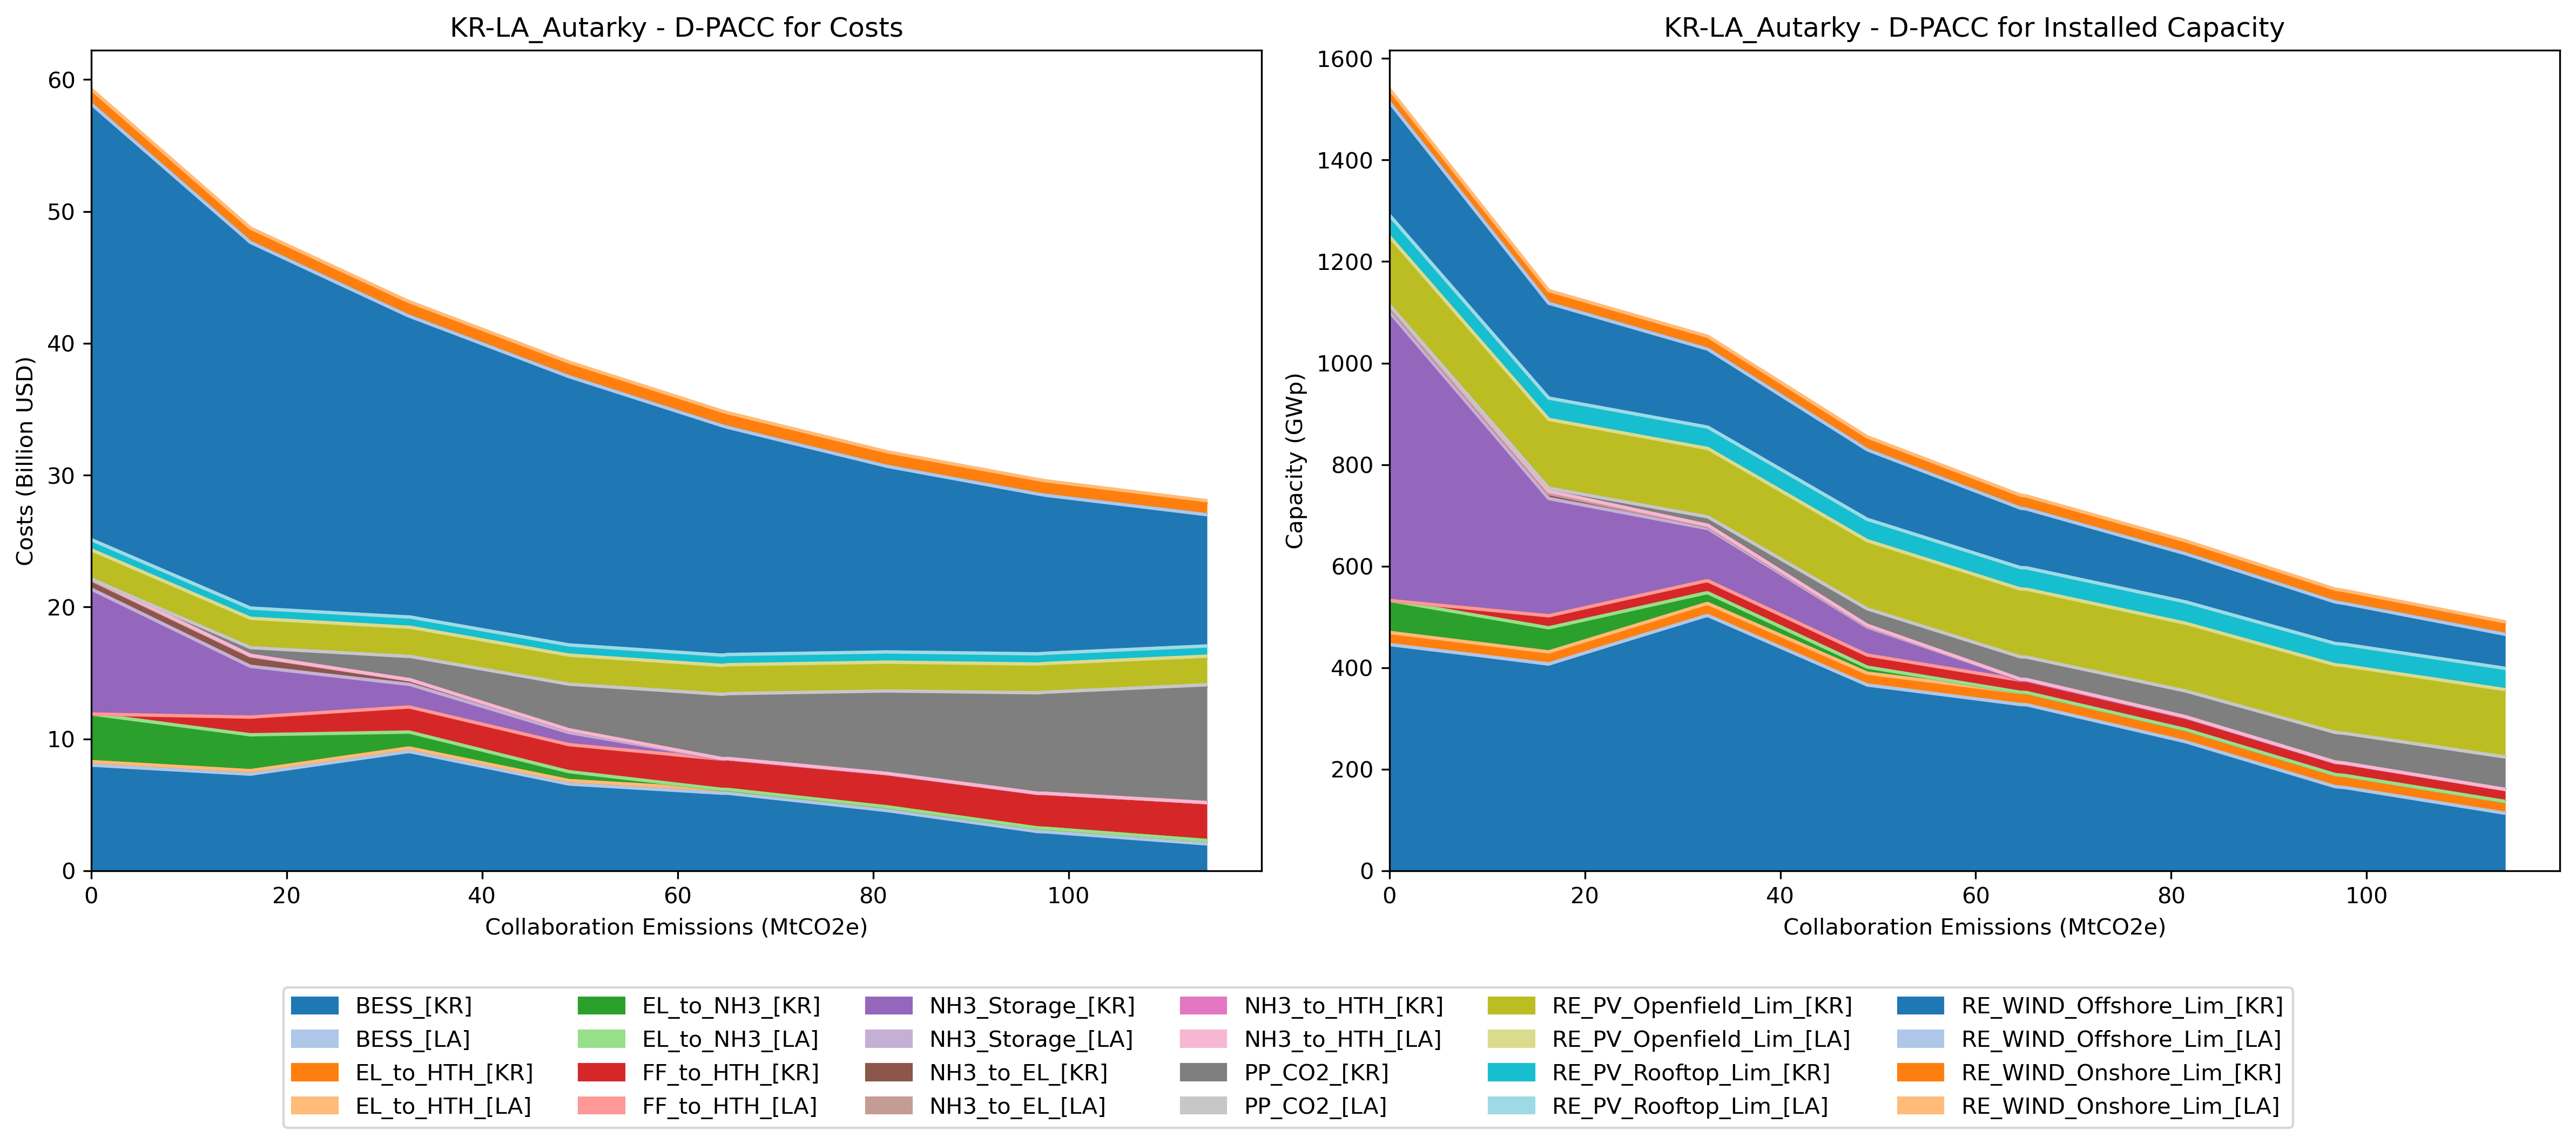 KR-LA_Autarky - D-PACC for Costs
60
50
40
30
20
10
0
Costs (Billion USD)
0 20 40 60 80 100
Collaboration Emissions (MtCO2e)
KR-LA_Autarky - D-PACC for Installed Capacity
1600
1400
1200
1000
800
600
400
200
0
Capacity (GWp)
0 20 40 60 80 100
Collaboration Emissions (MtCO2e)
BESS_[KR]
BESS_[LA]
EL_to_HTH_[KR]
EL_to_HTH_[LA]
EL_to_NH3_[KR]
EL_to_NH3_[LA]
FF_to_HTH_[KR]
FF_to_HTH_[LA]
NH3_Storage_[KR]
NH3_Storage_[LA]
NH3_to_EL_[KR]
NH3_to_EL_[LA]
NH3_to_HTH_[KR]
NH3_to_HTH_[LA]
PP_CO2_[KR]
PP_CO2_[LA]
RE_PV_Openfield_Lim_[KR]
RE_PV_Openfield_Lim_[LA]
RE_PV_Rooftop_Lim_[KR]
RE_PV_Rooftop_Lim_[LA]
RE_WIND_Offshore_Lim_[KR]
RE_WIND_Offshore_Lim_[LA]
RE_WIND_Onshore_Lim_[KR]
RE_WIND_Onshore_Lim_[LA]